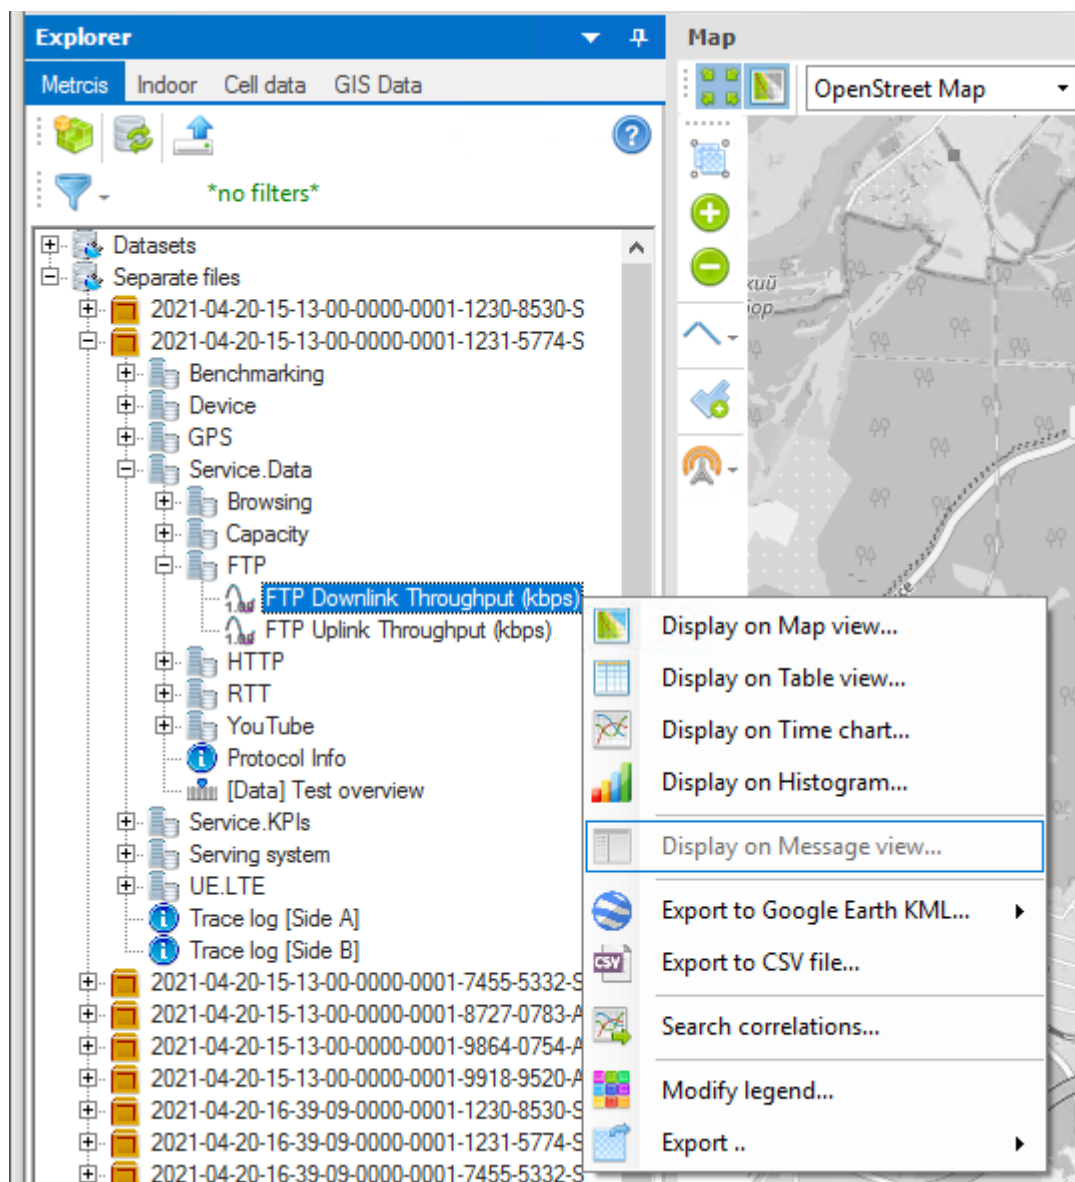 Explorer
Map
Metrcis Indoor Cell data GIS Data
OpenStreet Map
*no filters*
Datasets
Separate files
2021-04-20-15-13-00-0000-0001-1230-8530-S
2021-04-20-15-13-00-0000-0001-1231-5774-S
Benchmarking
Device
GPS
Service.Data
Browsing
Capacity
FTP
FTP Downlink Throughput (kbps)
FTP Uplink Throughput (kbps)
HTTP
RTT
YouTube
Protocol Info
[Data] Test overview
Service.KPIs
Serving system
UE.LTE
Trace log [Side A]
Trace log [Side B]
2021-04-20-15-13-00-0000-0001-7455-5332-S
2021-04-20-15-13-00-0000-0001-8727-0783-A
2021-04-20-15-13-00-0000-0001-9864-0754-A
2021-04-20-15-13-00-0000-0001-9918-9520-A
2021-04-20-16-39-09-0000-0001-1230-8530-S
2021-04-20-16-39-09-0000-0001-1231-5774-S
2021-04-20-16-39-09-0000-0001-7455-5332-S
Display on Map view...
Display on Table view...
Display on Time chart...
Display on Histogram...
Display on Message view...
Export to Google Earth KML...
CSV
Export to CSV file...
Search correlations...
Modify legend...
Export ..